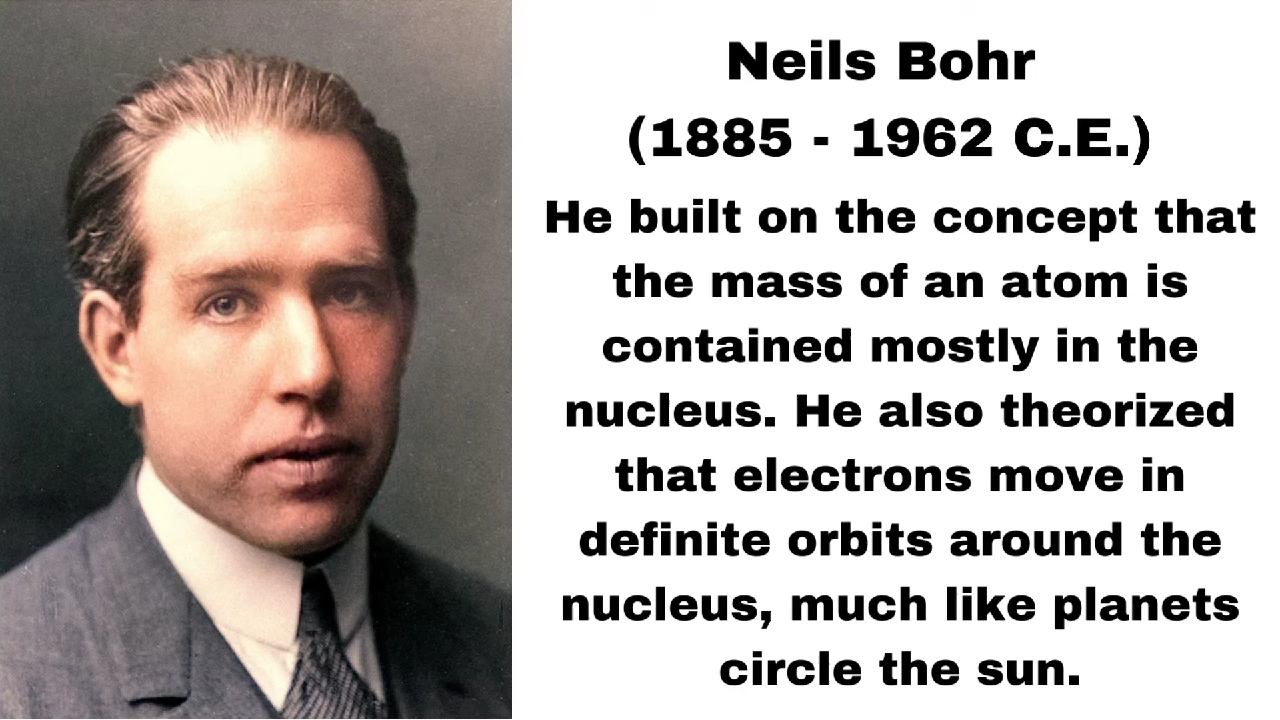 Neils Bohr
(1885 - 1962 C.E.)
He built on the concept that
the mass of an atom is
contained mostly in the
nucleus. He also theorized
that electrons move in
definite orbits around the
nucleus, much like planets
circle the sun.